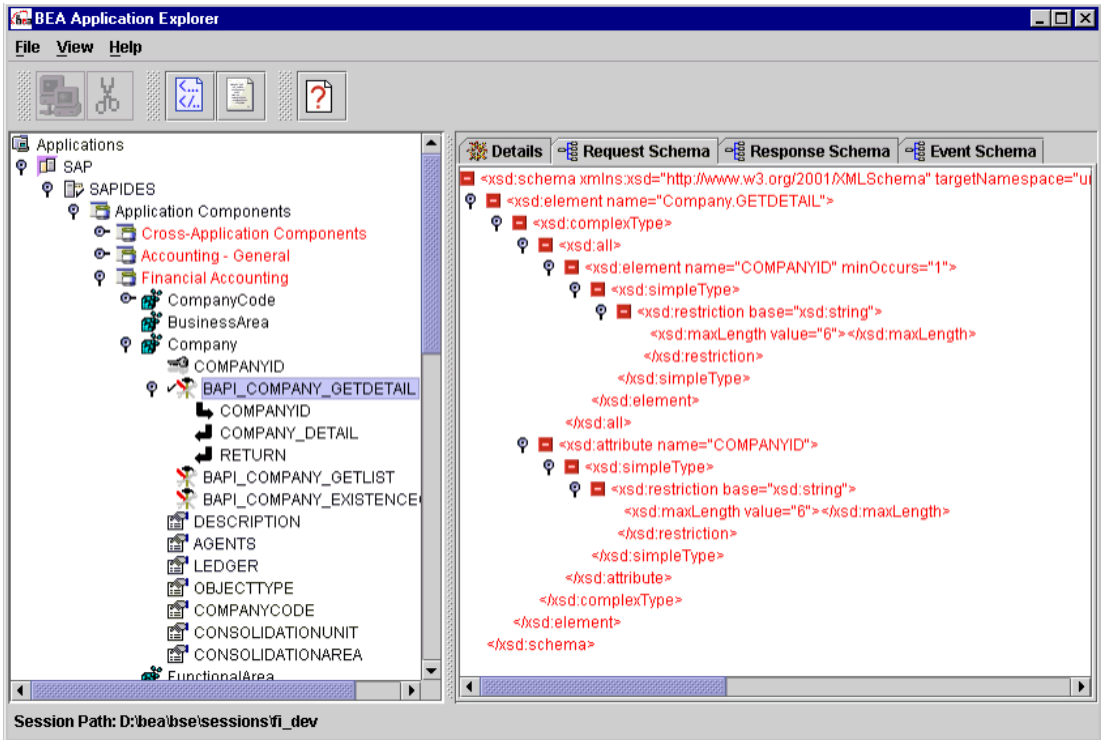 bea BEA Application Explorer
File View Help
Applications
SAP
SAPIDES
Application Components
Cross-Application Components
Accounting - General
Financial Accounting
CompanyCode
BusinessArea
Company
COMPANYID
BAPI_COMPANY_GETDETAIL
COMPANYID
COMPANY_DETAIL
RETURN
BAPI_COMPANY_GETLIST
BAPI_COMPANY_EXISTENCE
DESCRIPTION
AGENTS
LEDGER
OBJECTTYPE
COMPANYCODE
CONSOLIDATIONUNIT
CONSOLIDATIONAREA
FunctionalArea
Details Request Schema Response Schema Event Schema
<xsd:schema xmlns:xsd="http://www.w3.org/2001/XMLSchema" targetNamespace="u
<xsd:element name="Company.GETDETAIL">
<xsd:complexType>
<xsd:all>
<xsd:element name="COMPANYID" minOccurs="1">
<xsd:simpleType>
<xsd:restriction base="xsd:string">
<xsd:maxLength value="6"></xsd:maxLength>
</xsd:restriction>
</xsd:simpleType>
</xsd:element>
</xsd:all>
<xsd:attribute name="COMPANYID">
<xsd:simpleType>
<xsd:restriction base="xsd:string">
<xsd:maxLength value="6"></xsd:maxLength>
</xsd:restriction>
</xsd:simpleType>
</xsd:attribute>
</xsd:complexType>
</xsd:element>
</xsd:schema>
Session Path: D:\bea\bse\sessions\fi_dev